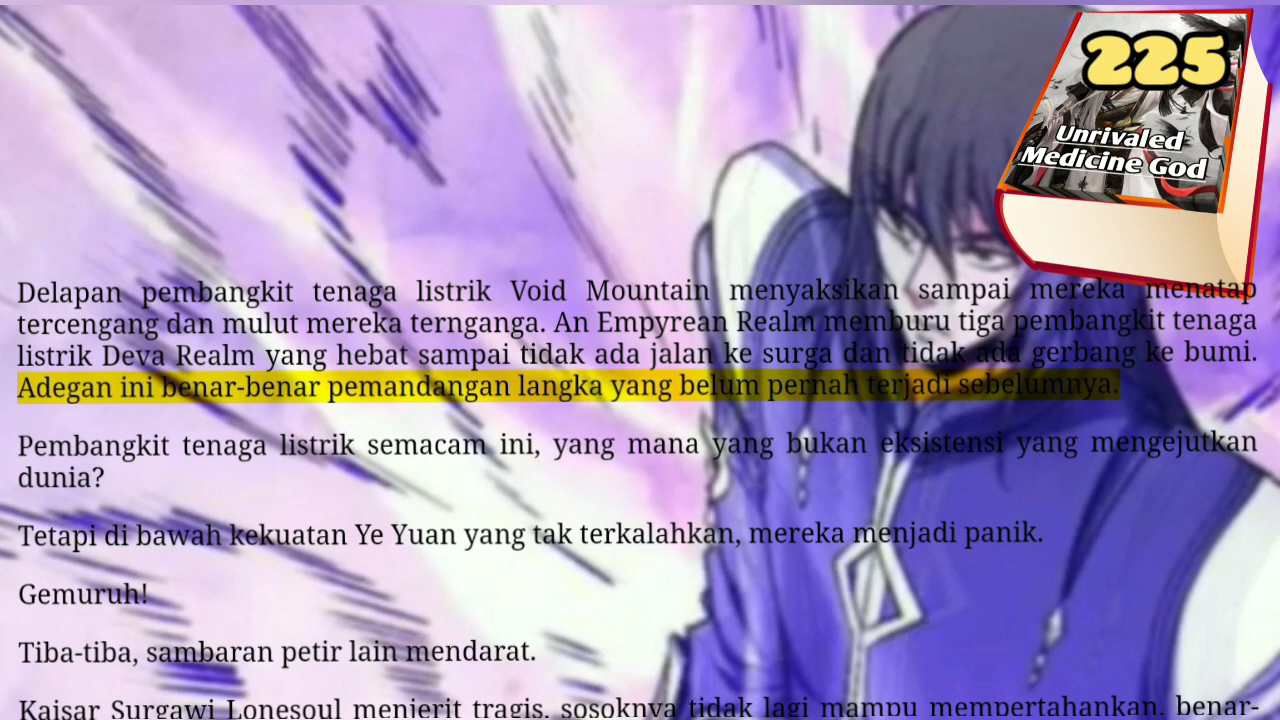 225
Unrivaled
Medicine God
Delapan pembangkit tenaga listrik Void Mountain menyaksikan sampai mereka menatap
tercengang dan mulut mereka ternganga. An Empyrean Realm memburu tiga pembangkit tenaga
listrik Deva Realm yang hebat sampai tidak ada jalan ke surga dan tidak ada gerbang ke bumi.
Adegan ini benar-benar pemandangan langka yang belum pernah terjadi sebelumnya.
Pembangkit tenaga listrik semacam ini, yang mana yang bukan eksistensi yang mengejutkan
dunia?
Tetapi di bawah kekuatan Ye Yuan yang tak terkalahkan, mereka menjadi panik.
Gemuruh!
Tiba-tiba, sambaran petir lain mendarat.
Kaisar Surgawi Lonesoul menjerit tragis, sosoknya tidak lagi mampu mempertahankan, benar-